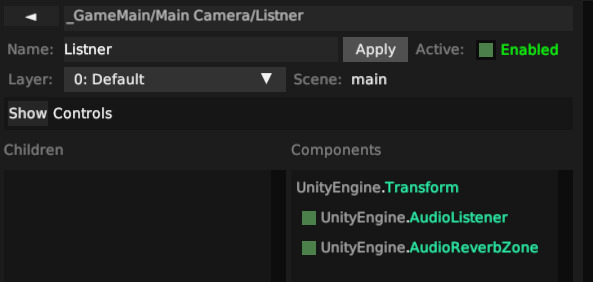 ◄ _GameMain/Main Camera/Listner
Name: Listner Apply Active: Enabled
Layer: 0: Default ▼ Scene: main
Show Controls
Children Components
UnityEngine.Transform
UnityEngine.AudioListener
UnityEngine.AudioReverbZone